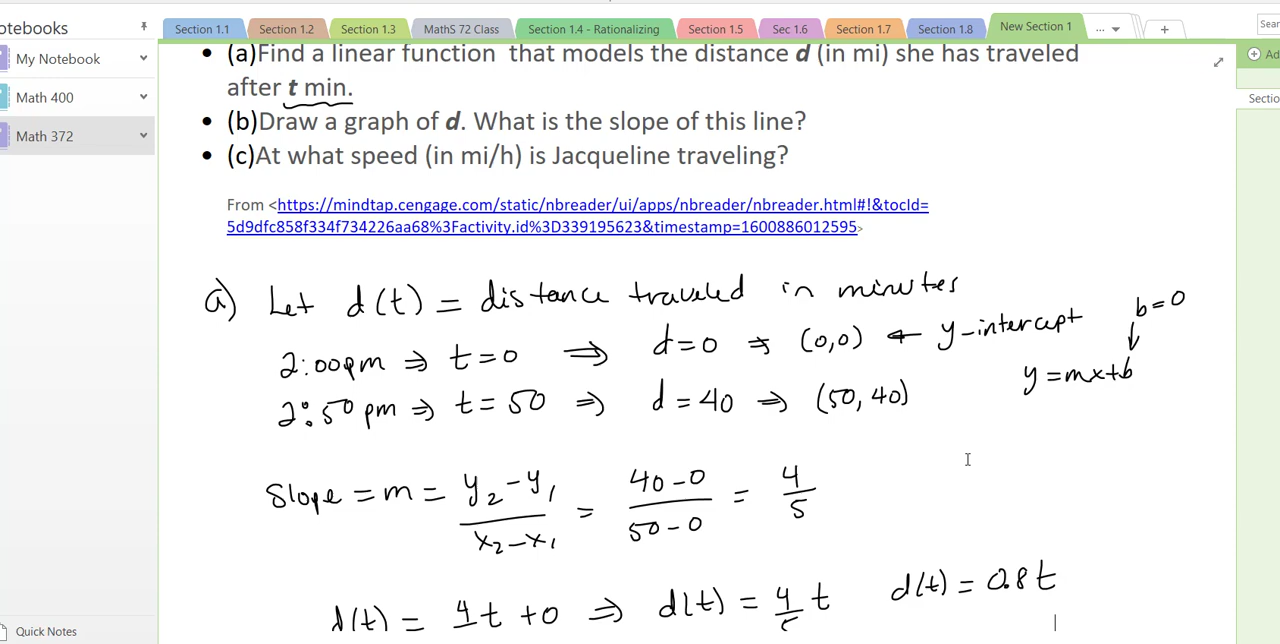 otebooks
Section 1.1
Section 1.2
Section 1.3
MathS 72 Class
Section 1.4 - Rationalizing
Section 1.5
Sec 1.6
Section 1.7
Section 1.8
New Section 1
...
+
Sear
My Notebook
Math 400
Math 372
Quick Notes
Ad
Sectio
• (a)Find a linear function that models the distance d (in mi) she has traveled
after t min.
• (b)Draw a graph of d. What is the slope of this line?
• (c)At what speed (in mi/h) is Jacqueline traveling?
From <https://mindtap.cengage.com/static/nbreader/ui/apps/nbreader/nbreader.html#!&tocId=
5d9dfc858f334f734226aa68%3Factivity.id%3D339195623&timestamp=1600886012595>
a) Let d(t) = distance traveled in minutes
2:00pm ⇒ t=0 ⇒ d=0 ⇒ (0,0) ← y-intercept
b=0
↓
y=mx+b
2:50 pm ⇒ t=50 ⇒ d=40 ⇒ (50,40)
Slope = m = y₂-y₁/x₂-x₁ = 40-0/50-0 = 4/5
d(t) = 4t+0 ⇒ d(t) = 4/5 t d(t) = 0.8t